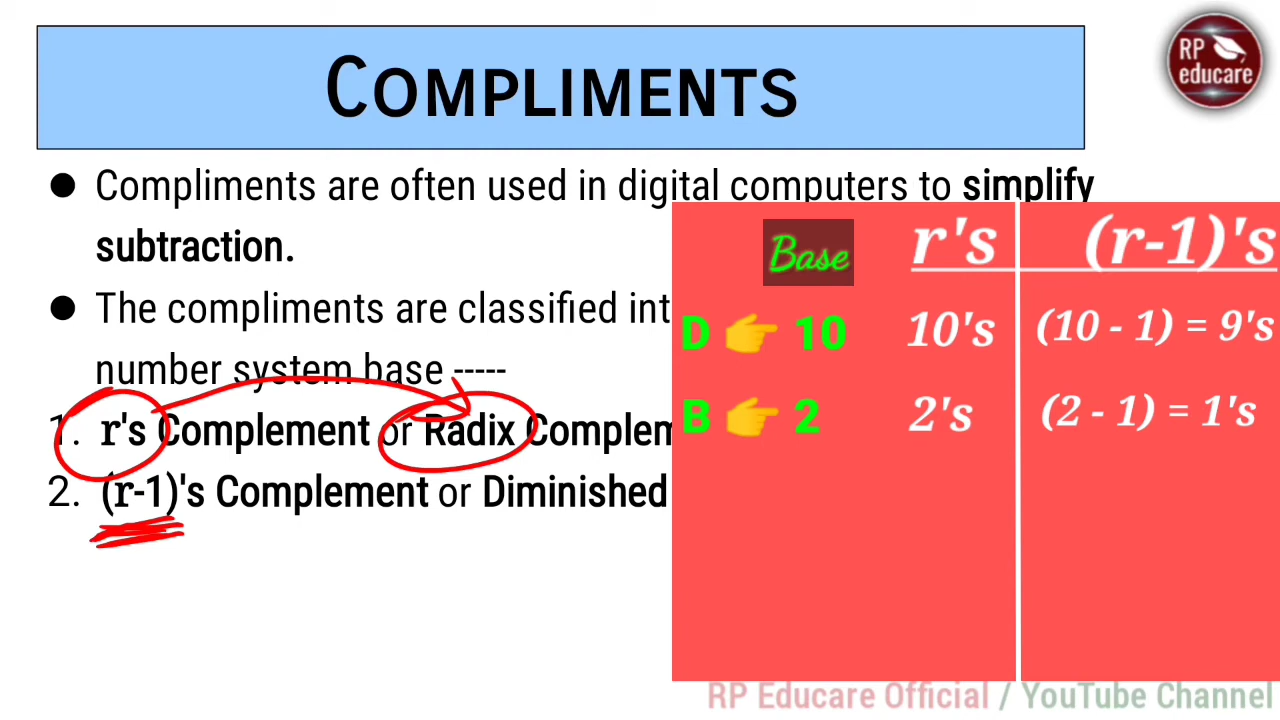 COMPLIMENTS
RP
educare
● Compliments are often used in digital computers to simplify
subtraction.
● The compliments are classified int
number system base -----
1. r's Complement or Radix Complem
2. (r-1)'s Complement or Diminished
Base r's (r-1)'s
D 👉 10 10's (10 - 1) = 9's
B 👉 2 2's (2 - 1) = 1's
RP Educare Official / YouTube Channel